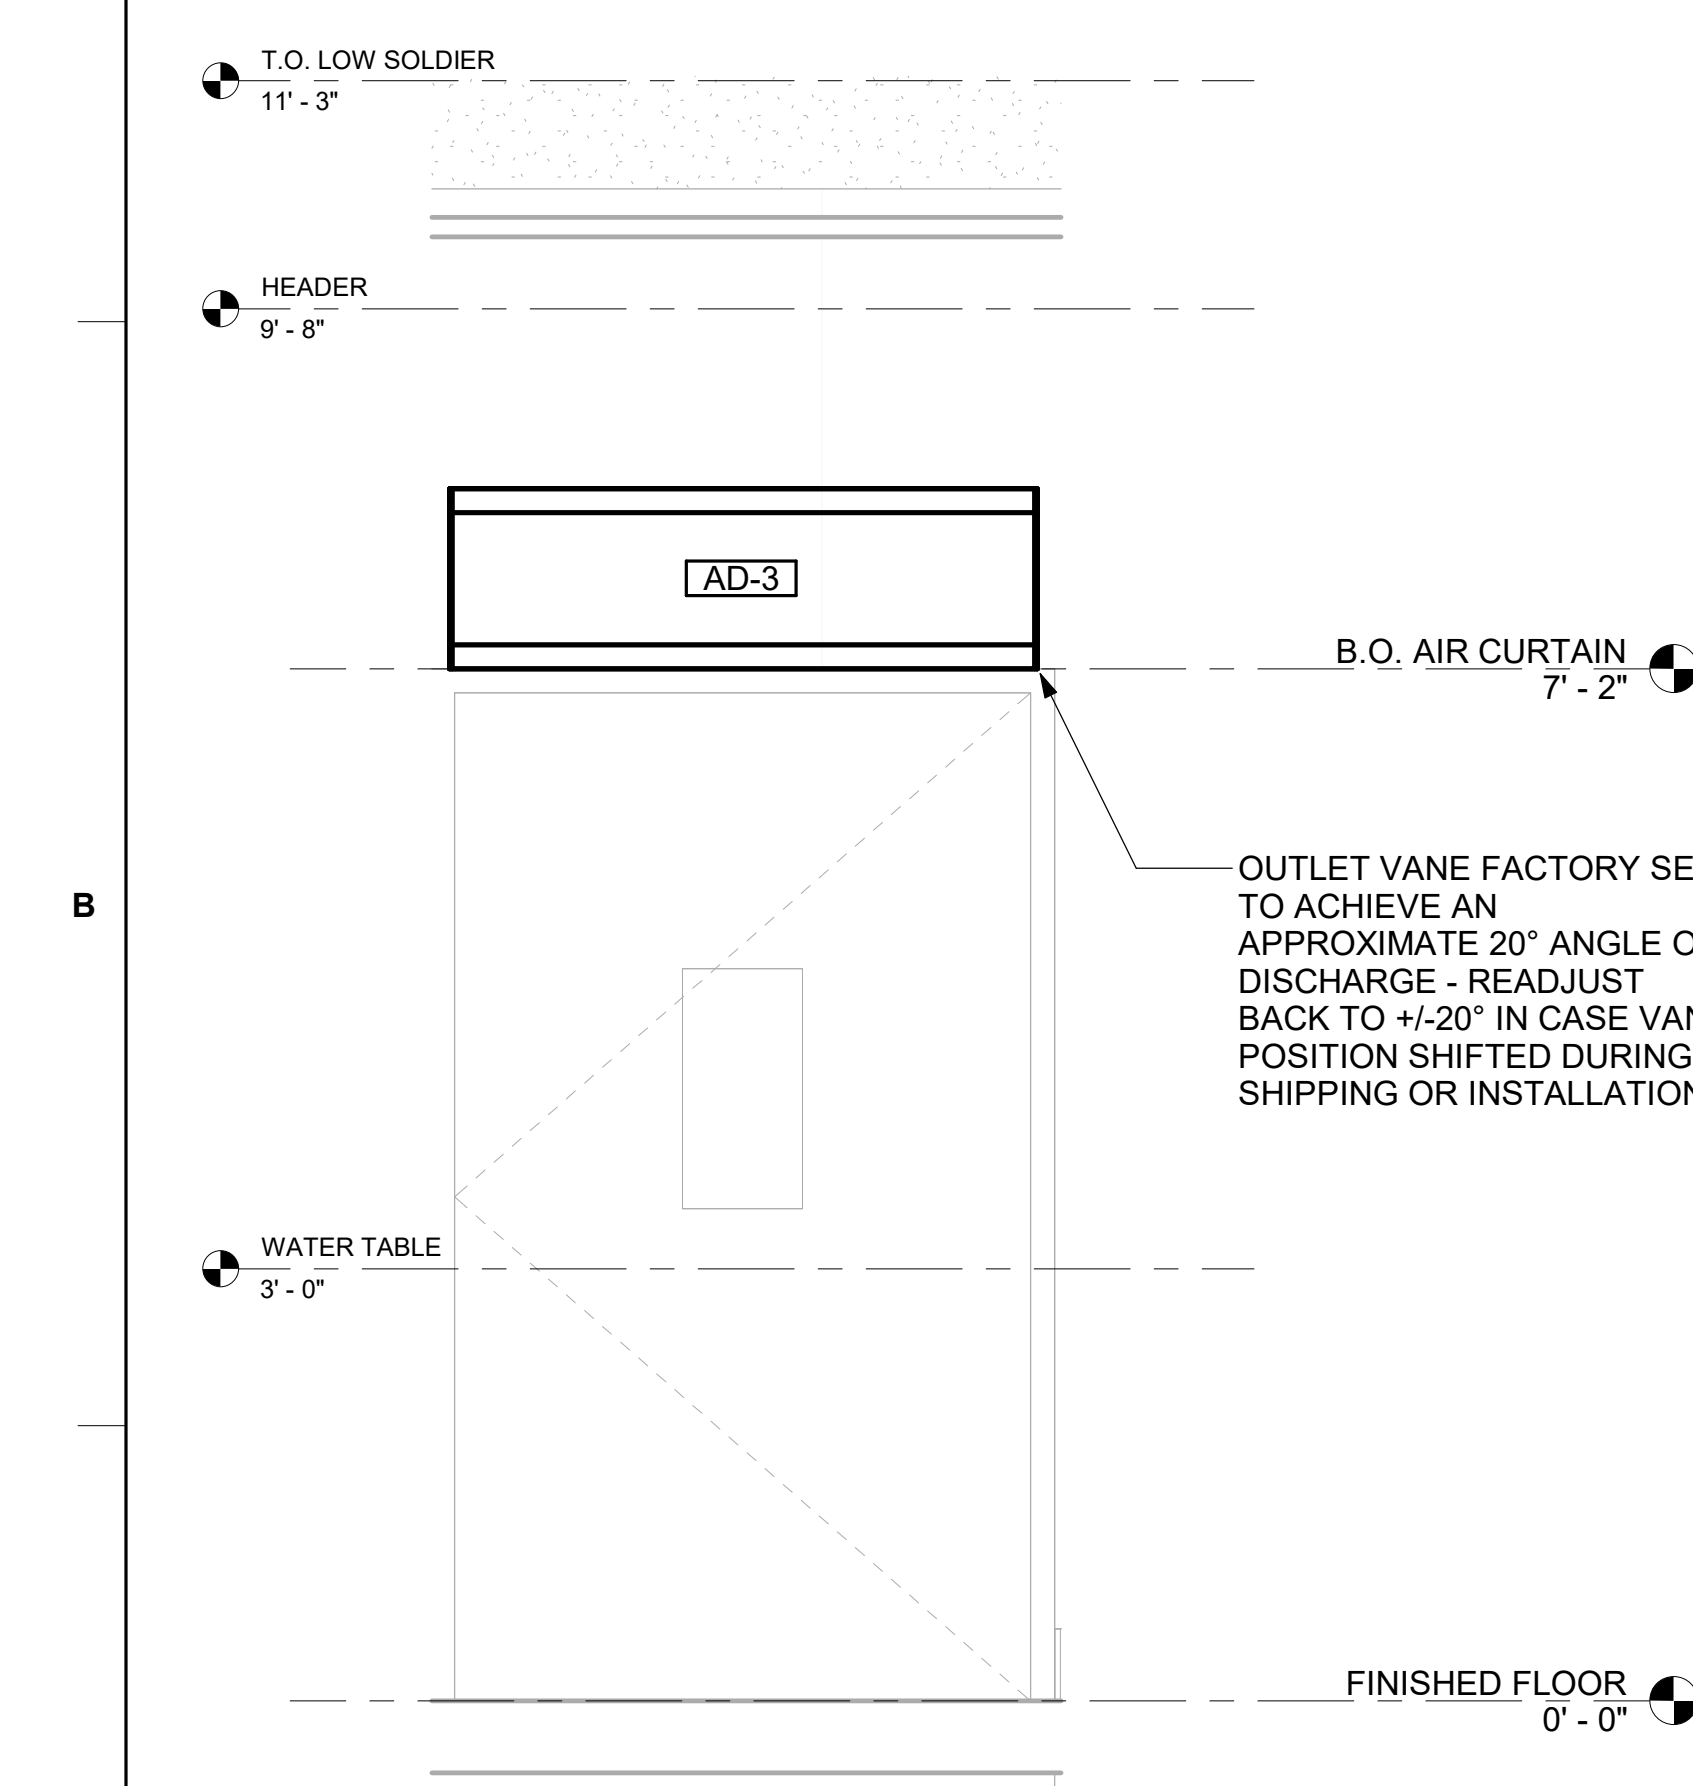 T.O. LOW SOLDIER
11' - 3"
HEADER
9' - 8"
AD-3
B.O. AIR CURTAIN
7' - 2"
B
OUTLET VANE FACTORY SE
TO ACHIEVE AN
APPROXIMATE 20° ANGLE O
DISCHARGE - READJUST
BACK TO +/-20° IN CASE VAN
POSITION SHIFTED DURING
SHIPPING OR INSTALLATION
WATER TABLE
3' - 0"
FINISHED FLOOR
0' - 0"